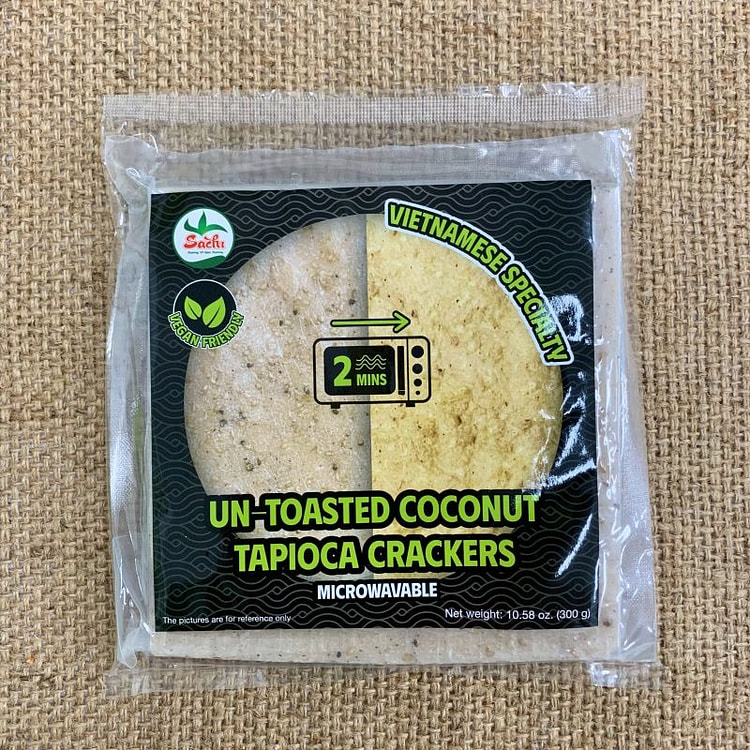 Sachi
VEGAN FRIENDLY
VIETNAMESE SPECIALTY
2 MINS
UN-TOASTED COCONUT
TAPIOCA CRACKERS
MICROWAVABLE
The pictures are for reference only
Net weight: 10.58 oz. (300 g)